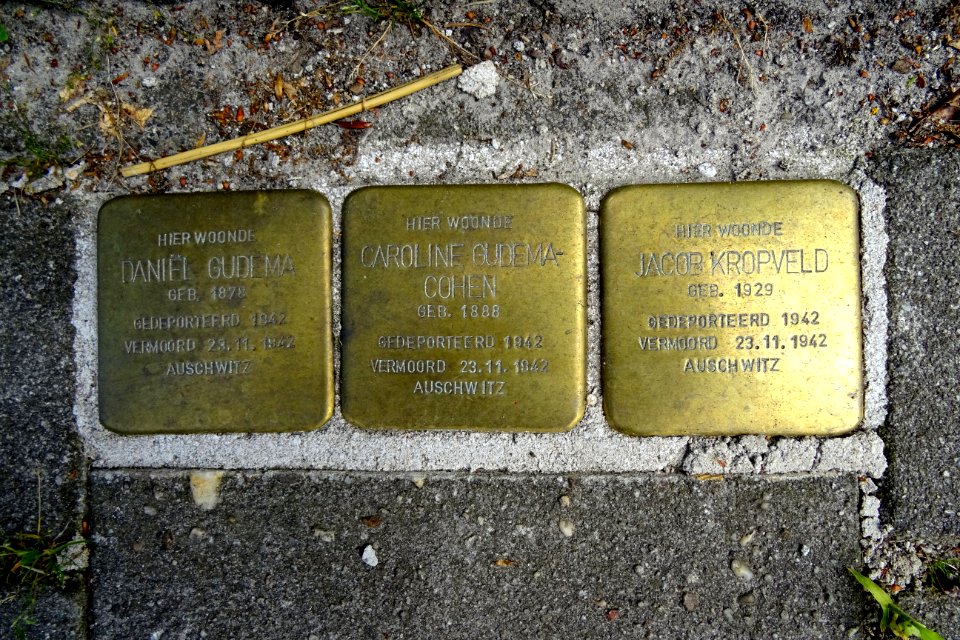 HIER WOONDE
DANIËL GUDEMA
GEB. 1878
GEDEPORTEERD 1942
VERMOORD 23.11.1942
AUSCHWITZ
HIER WOONDE
CAROLINE GUDEMA-
COHEN
GEB. 1888
GEDEPORTEERD 1942
VERMOORD 23.11.1942
AUSCHWITZ
HIER WOONDE
JACOB KROPVELD
GEB. 1929
GEDEPORTEERD 1942
VERMOORD 23.11.1942
AUSCHWITZ